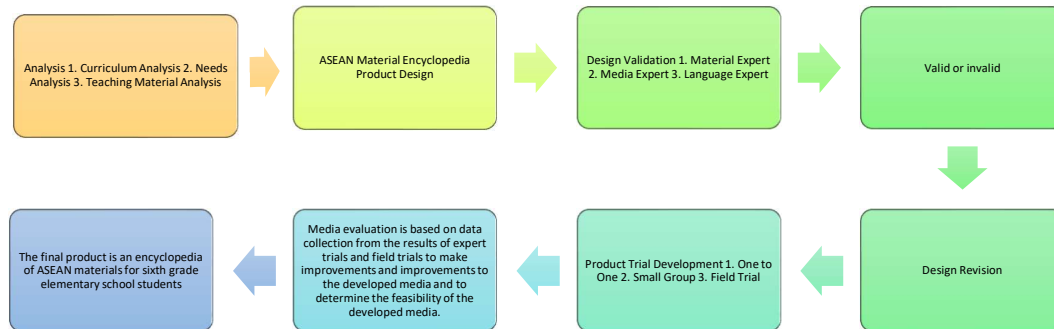 Analysis 1. Curriculum Analysis 2. Needs
Analysis 3. Teaching Material Analysis
ASEAN Material Encyclopedia
Product Design
Design Validation 1. Material Expert
2. Media Expert 3. Language Expert
Valid or invalid
Design Revision
Product Trial Development 1. One to
One 2. Small Group 3. Field Trial
Media evaluation is based on data
collection from the results of expert
trials and field trials to make
improvements and improvements to
the developed media and to
determine the feasibility of the
developed media.
The final product is an encyclopedia
of ASEAN materials for sixth grade
elementary school students